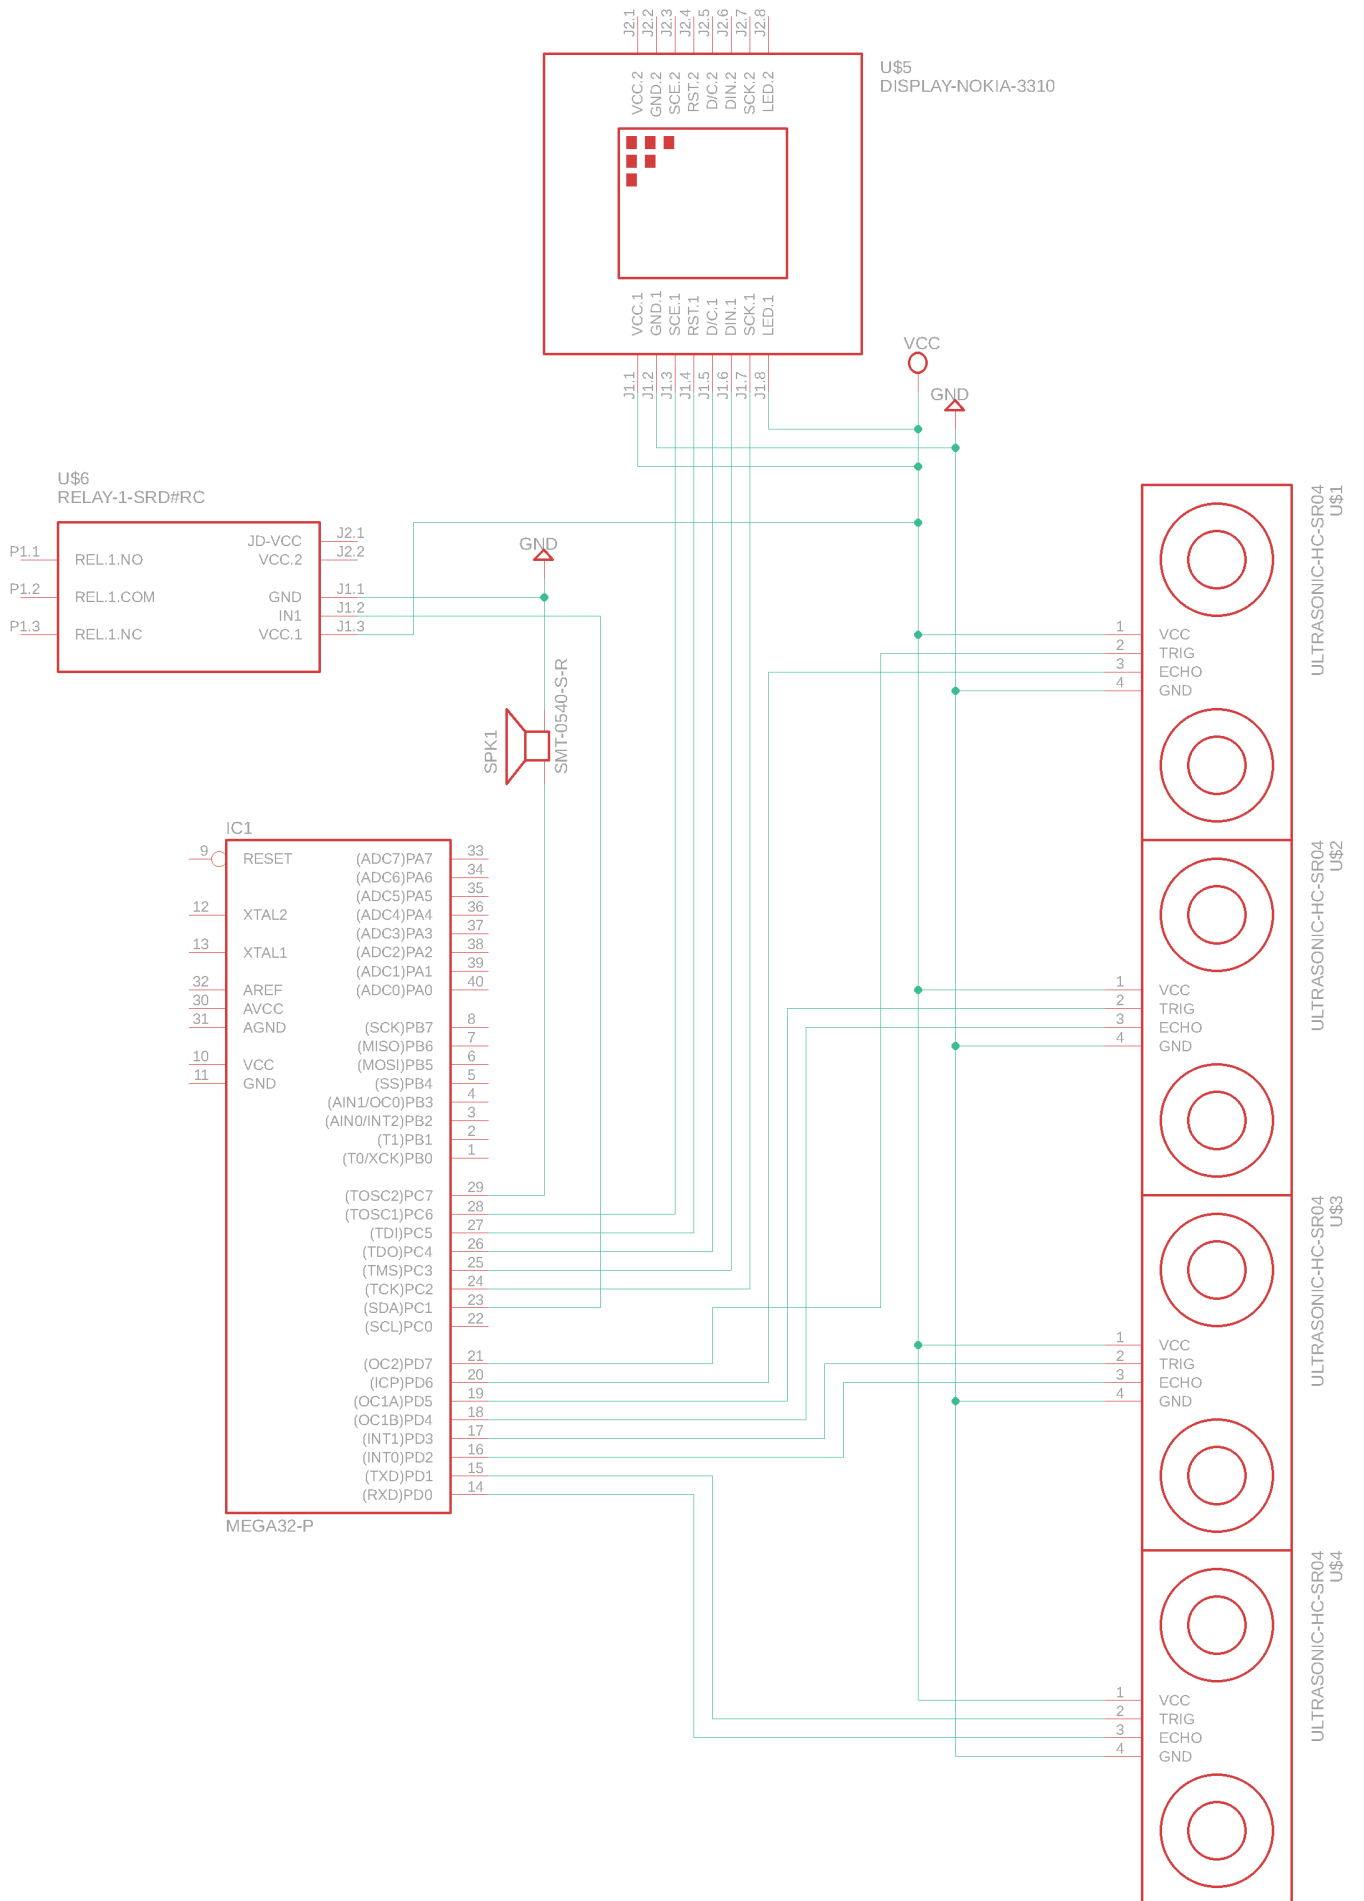 J2.1
J2.2
J2.3
J2.4
J2.5
J2.6
J2.7
J2.8
U$5
DISPLAY-NOKIA-3310
VCC.2
GND.2
SCE.2
RST.2
D/C.2
DIN.2
SCK.2
LED.2
VCC.1
GND.1
SCE.1
RST.1
D/C.1
DIN.1
SCK.1
LED.1
J1.1
J1.2
J1.3
J1.4
J1.5
J1.6
J1.7
J1.8
VCC
GND
U$6
RELAY-1-SRD#RC
P1.1
P1.2
P1.3
REL.1.NO
REL.1.COM
REL.1.NC
JD-VCC
VCC.2
GND
IN1
VCC.1
J2.1
J2.2
J1.1
J1.2
J1.3
GND
SPK1
SMT-0540-S-R
IC1
9 RESET
12 XTAL2
13 XTAL1
32 AREF
30 AVCC
31 AGND
10 VCC
11 GND
(ADC7)PA7 33
(ADC6)PA6 34
(ADC5)PA5 35
(ADC4)PA4 36
(ADC3)PA3 37
(ADC2)PA2 38
(ADC1)PA1 39
(ADC0)PA0 40
(SCK)PB7 8
(MISO)PB6 7
(MOSI)PB5 6
(SS)PB4 5
(AIN1/OC0)PB3 4
(AIN0/INT2)PB2 3
(T1)PB1 2
(T0/XCK)PB0 1
(TOSC2)PC7 29
(TOSC1)PC6 28
(TDI)PC5 27
(TDO)PC4 26
(TMS)PC3 25
(TCK)PC2 24
(SDA)PC1 23
(SCL)PC0 22
(OC2)PD7 21
(ICP)PD6 20
(OC1A)PD5 19
(OC1B)PD4 18
(INT1)PD3 17
(INT0)PD2 16
(TXD)PD1 15
(RXD)PD0 14
MEGA32-P
1 VCC
2 TRIG
3 ECHO
4 GND
ULTRASONIC-HC-SR04
U$1
1 VCC
2 TRIG
3 ECHO
4 GND
ULTRASONIC-HC-SR04
U$2
1 VCC
2 TRIG
3 ECHO
4 GND
ULTRASONIC-HC-SR04
U$3
1 VCC
2 TRIG
3 ECHO
4 GND
ULTRASONIC-HC-SR04
U$4